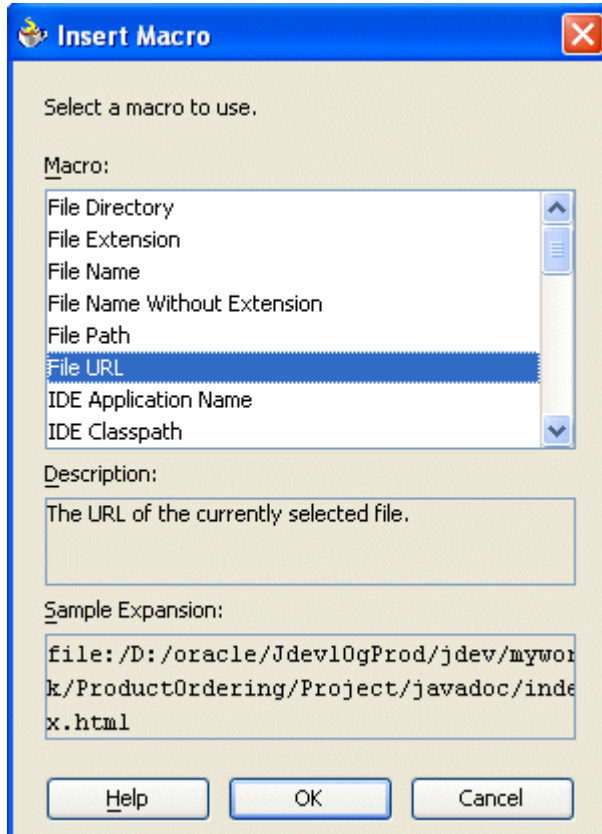 Insert Macro
Select a macro to use.
Macro:
File Directory
File Extension
File Name
File Name Without Extension
File Path
File URL
IDE Application Name
IDE Classpath
Description:
The URL of the currently selected file.
Sample Expansion:
file:/D:/oracle/Jdev10gProd/jdev/mywor
k/ProductOrdering/Project/javadoc/inde
x.html
Help
OK
Cancel